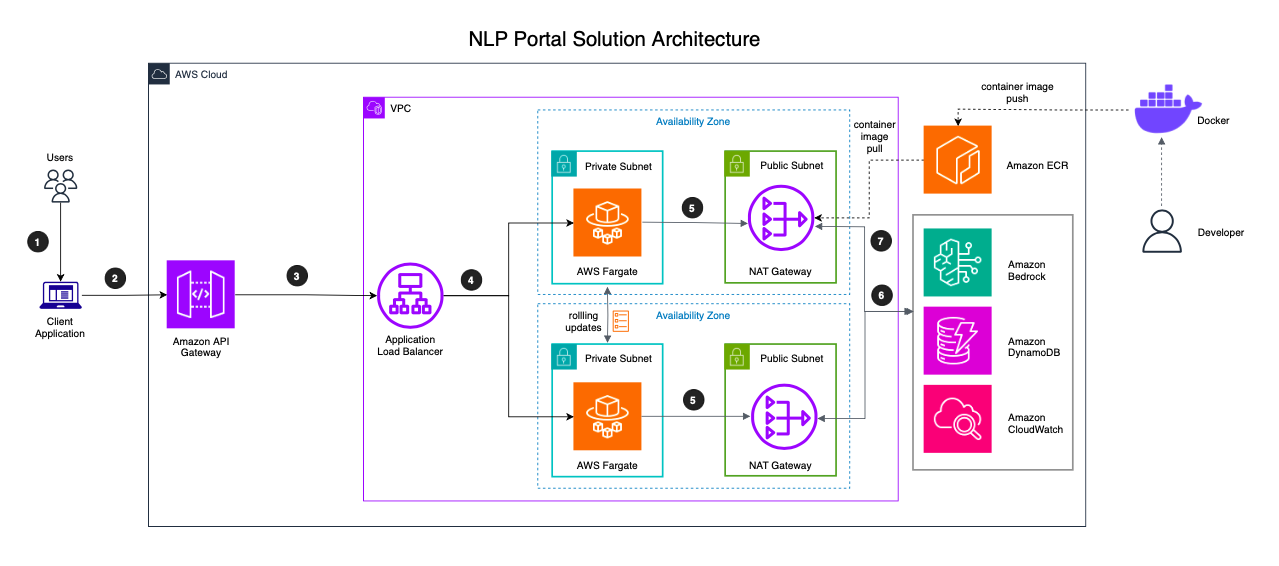 NLP Portal Solution Architecture
AWS Cloud
VPC
container image
push
Docker
Availability Zone
container
image
pull
Users
Private Subnet
Public Subnet
Amazon ECR
1
5
7
Developer
AWS Fargate
NAT Gateway
Amazon
Bedrock
2
3
4
6
Client
Application
Amazon API
Gateway
Application
Load Balancer
rollling
updates
Availability Zone
Amazon
DynamoDB
Private Subnet
Public Subnet
5
Amazon
CloudWatch
AWS Fargate
NAT Gateway